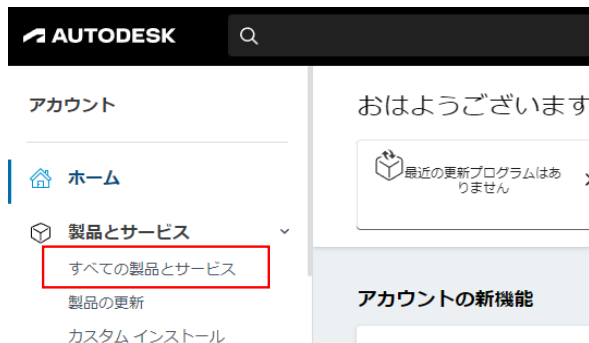 AUTODESK
アカウント
ホーム
製品とサービス
すべての製品とサービス
製品の更新
カスタム インストール
おはようございます
最近の更新プログラムはあ
りません
アカウントの新機能